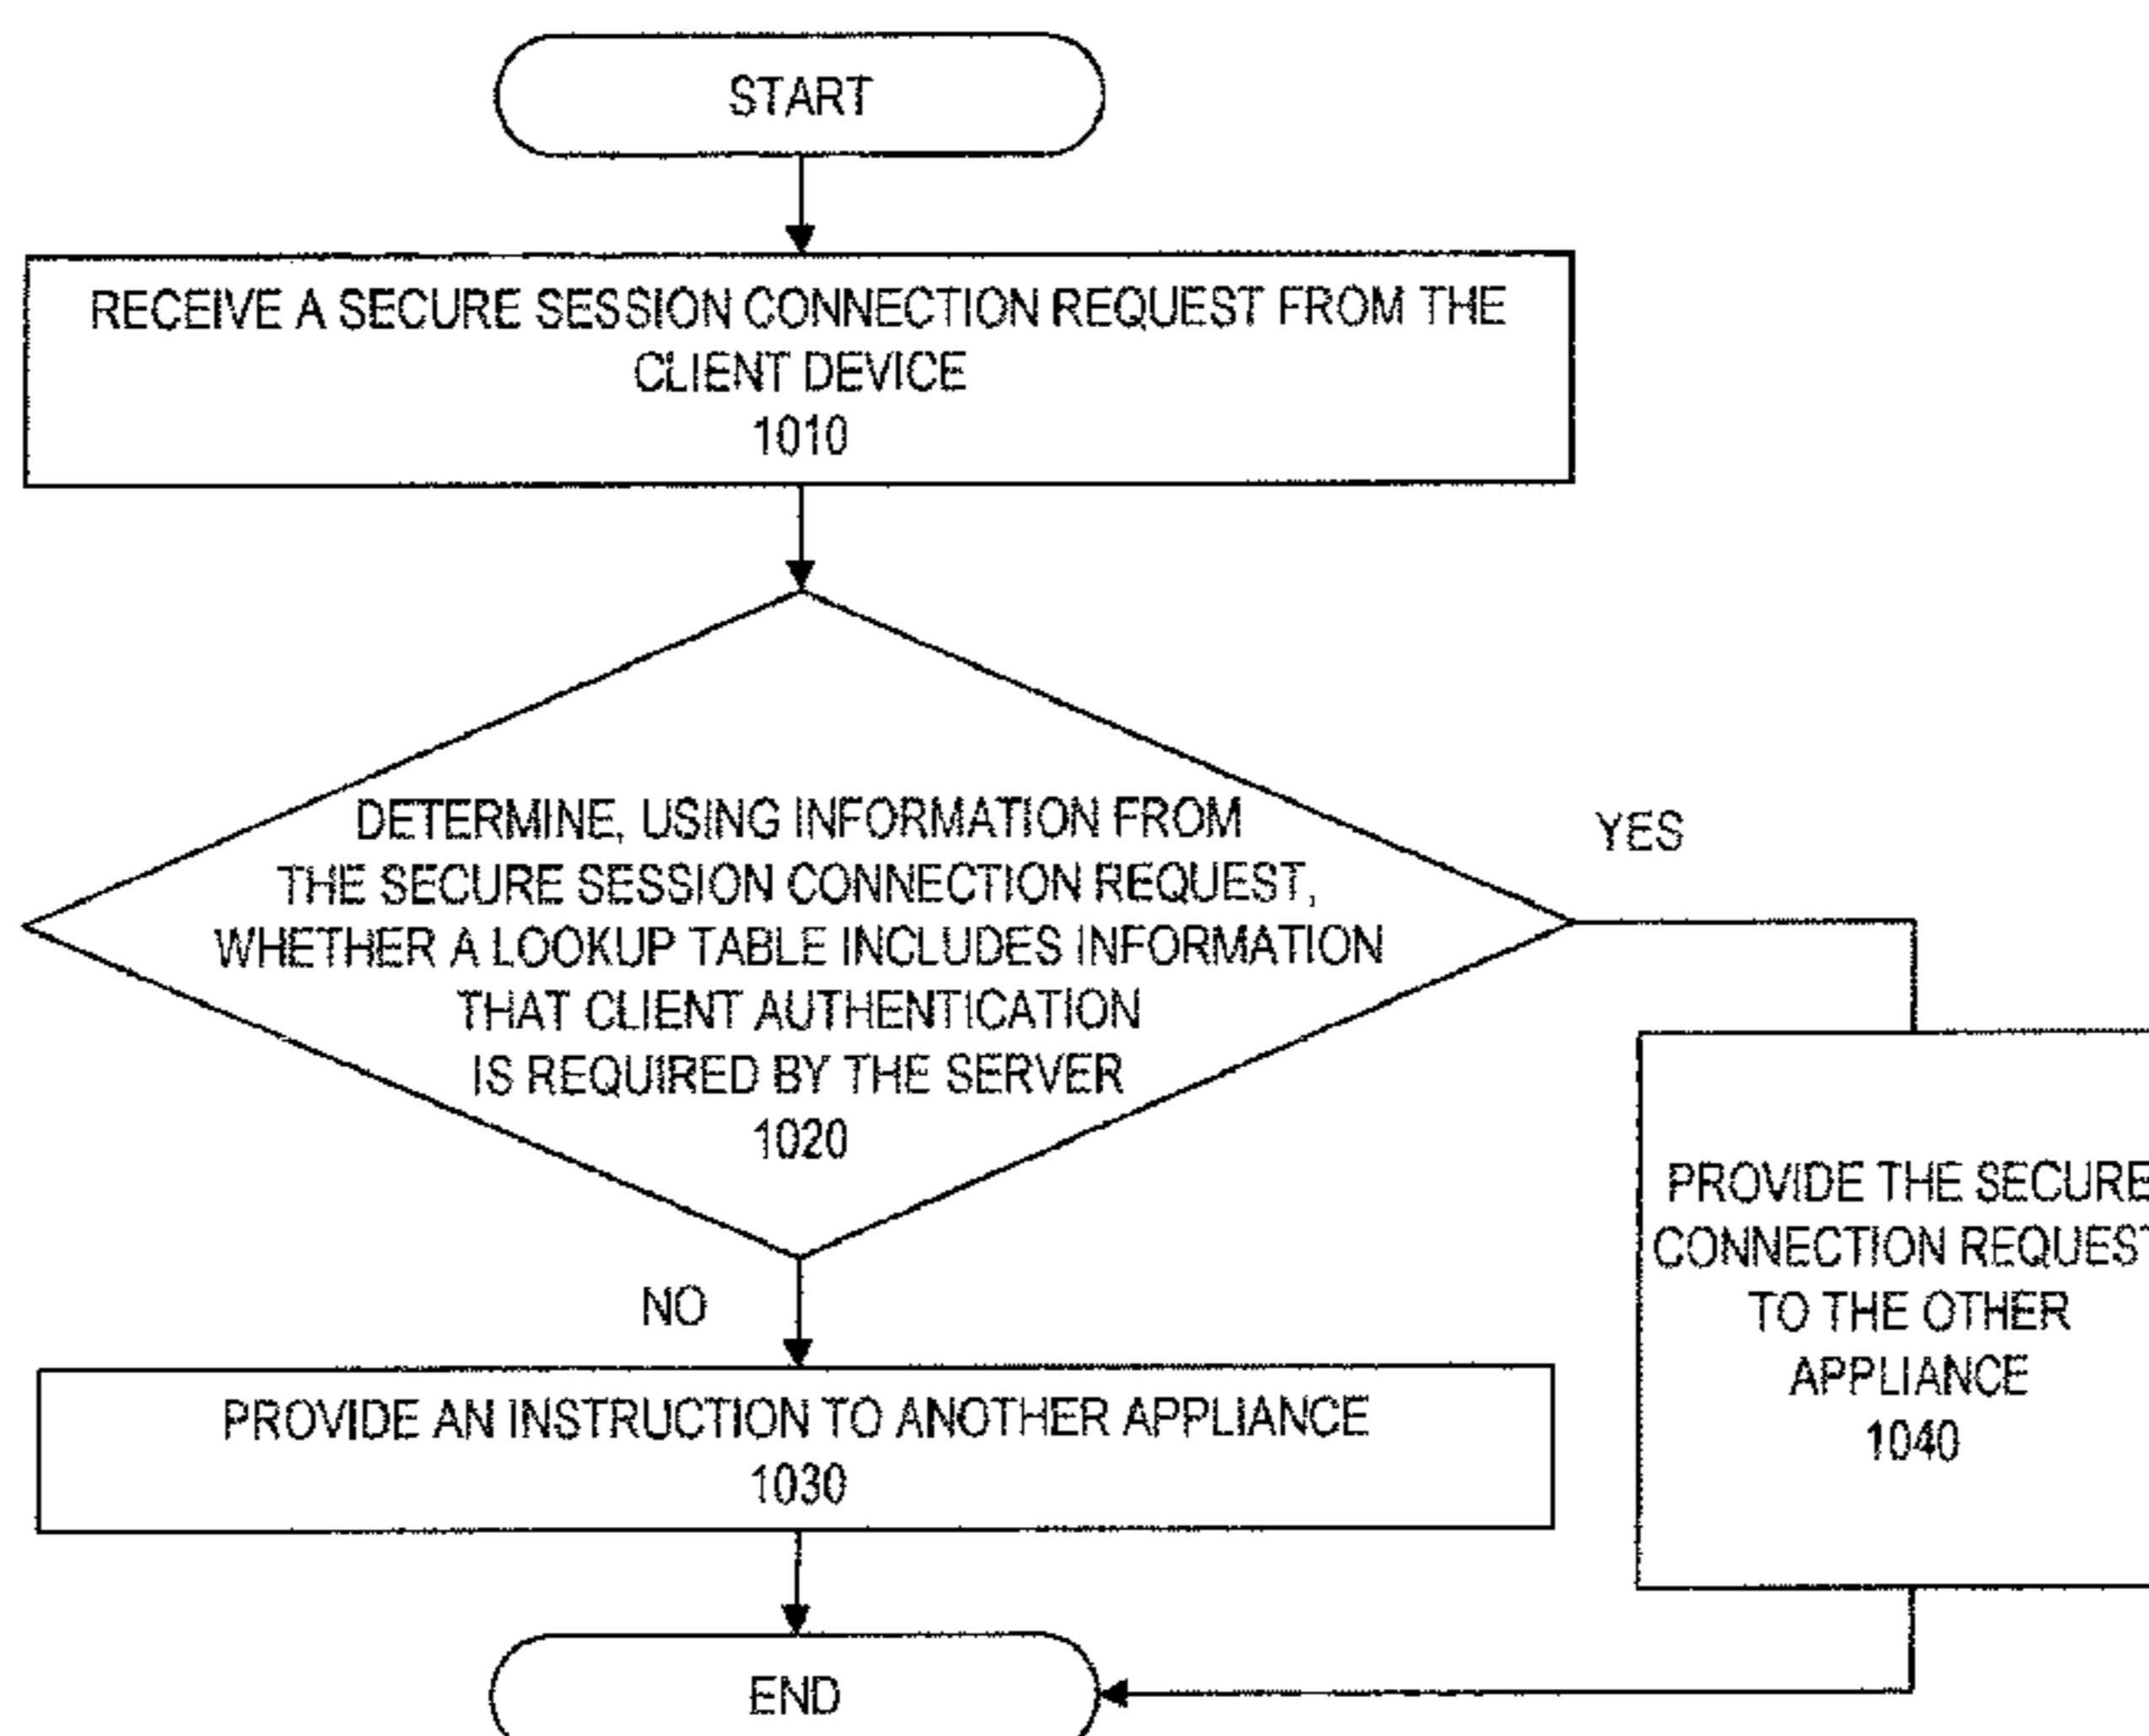 START
RECEIVE A SECURE SESSION CONNECTION REQUEST FROM THE
CLIENT DEVICE
1010
DETERMINE, USING INFORMATION FROM
THE SECURE SESSION CONNECTION REQUEST,
WHETHER A LOOKUP TABLE INCLUDES INFORMATION
THAT CLIENT AUTHENTICATION
IS REQUIRED BY THE SERVER
1020
YES
NO
PROVIDE THE SECURE
CONNECTION REQUEST
TO THE OTHER
APPLIANCE
1040
PROVIDE AN INSTRUCTION TO ANOTHER APPLIANCE
1030
END